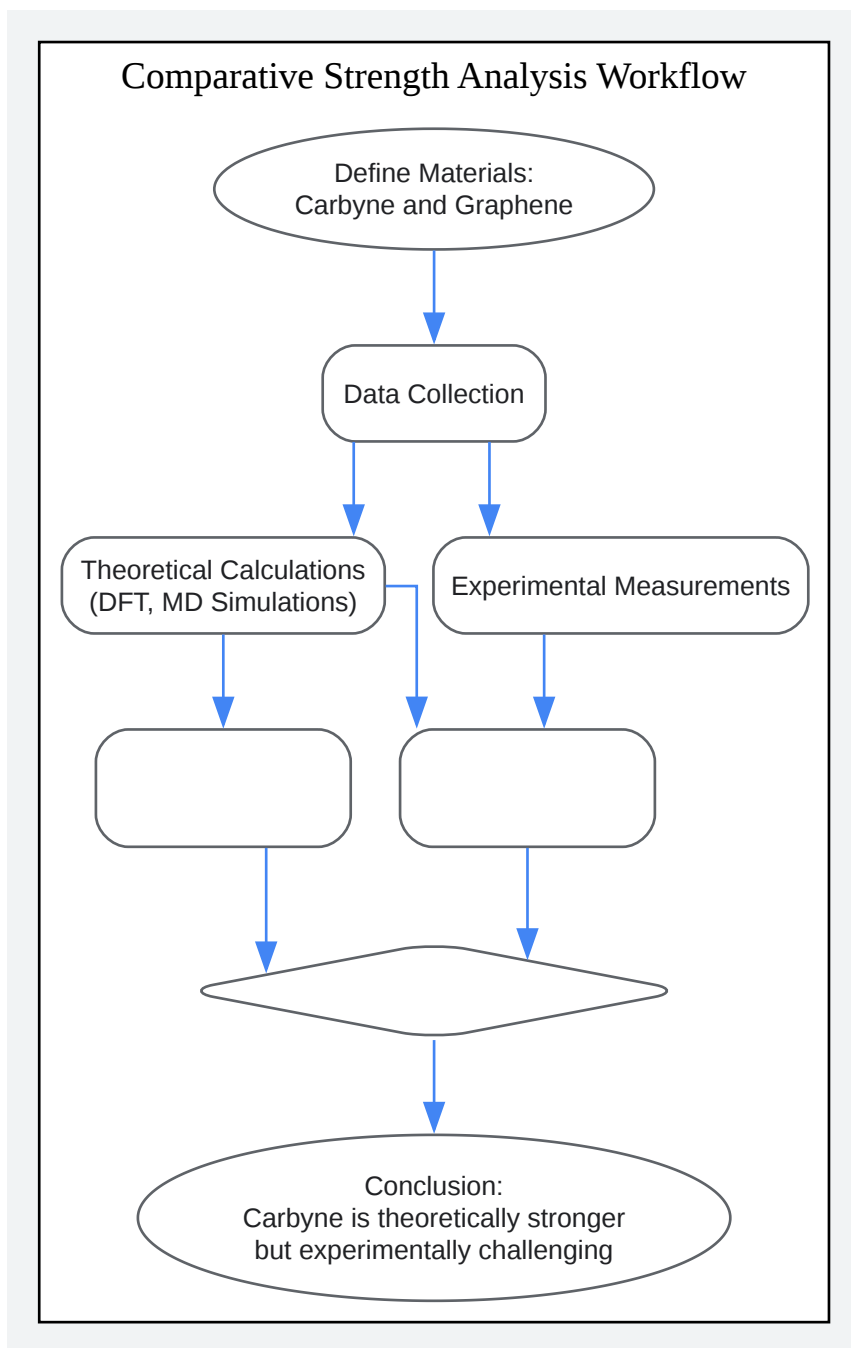 Comparative Strength Analysis Workflow
Define Materials:
Carbyne and Graphene
Data Collection
Theoretical Calculations
(DFT, MD Simulations)
Experimental Measurements
Conclusion:
Carbyne is theoretically stronger
but experimentally challenging